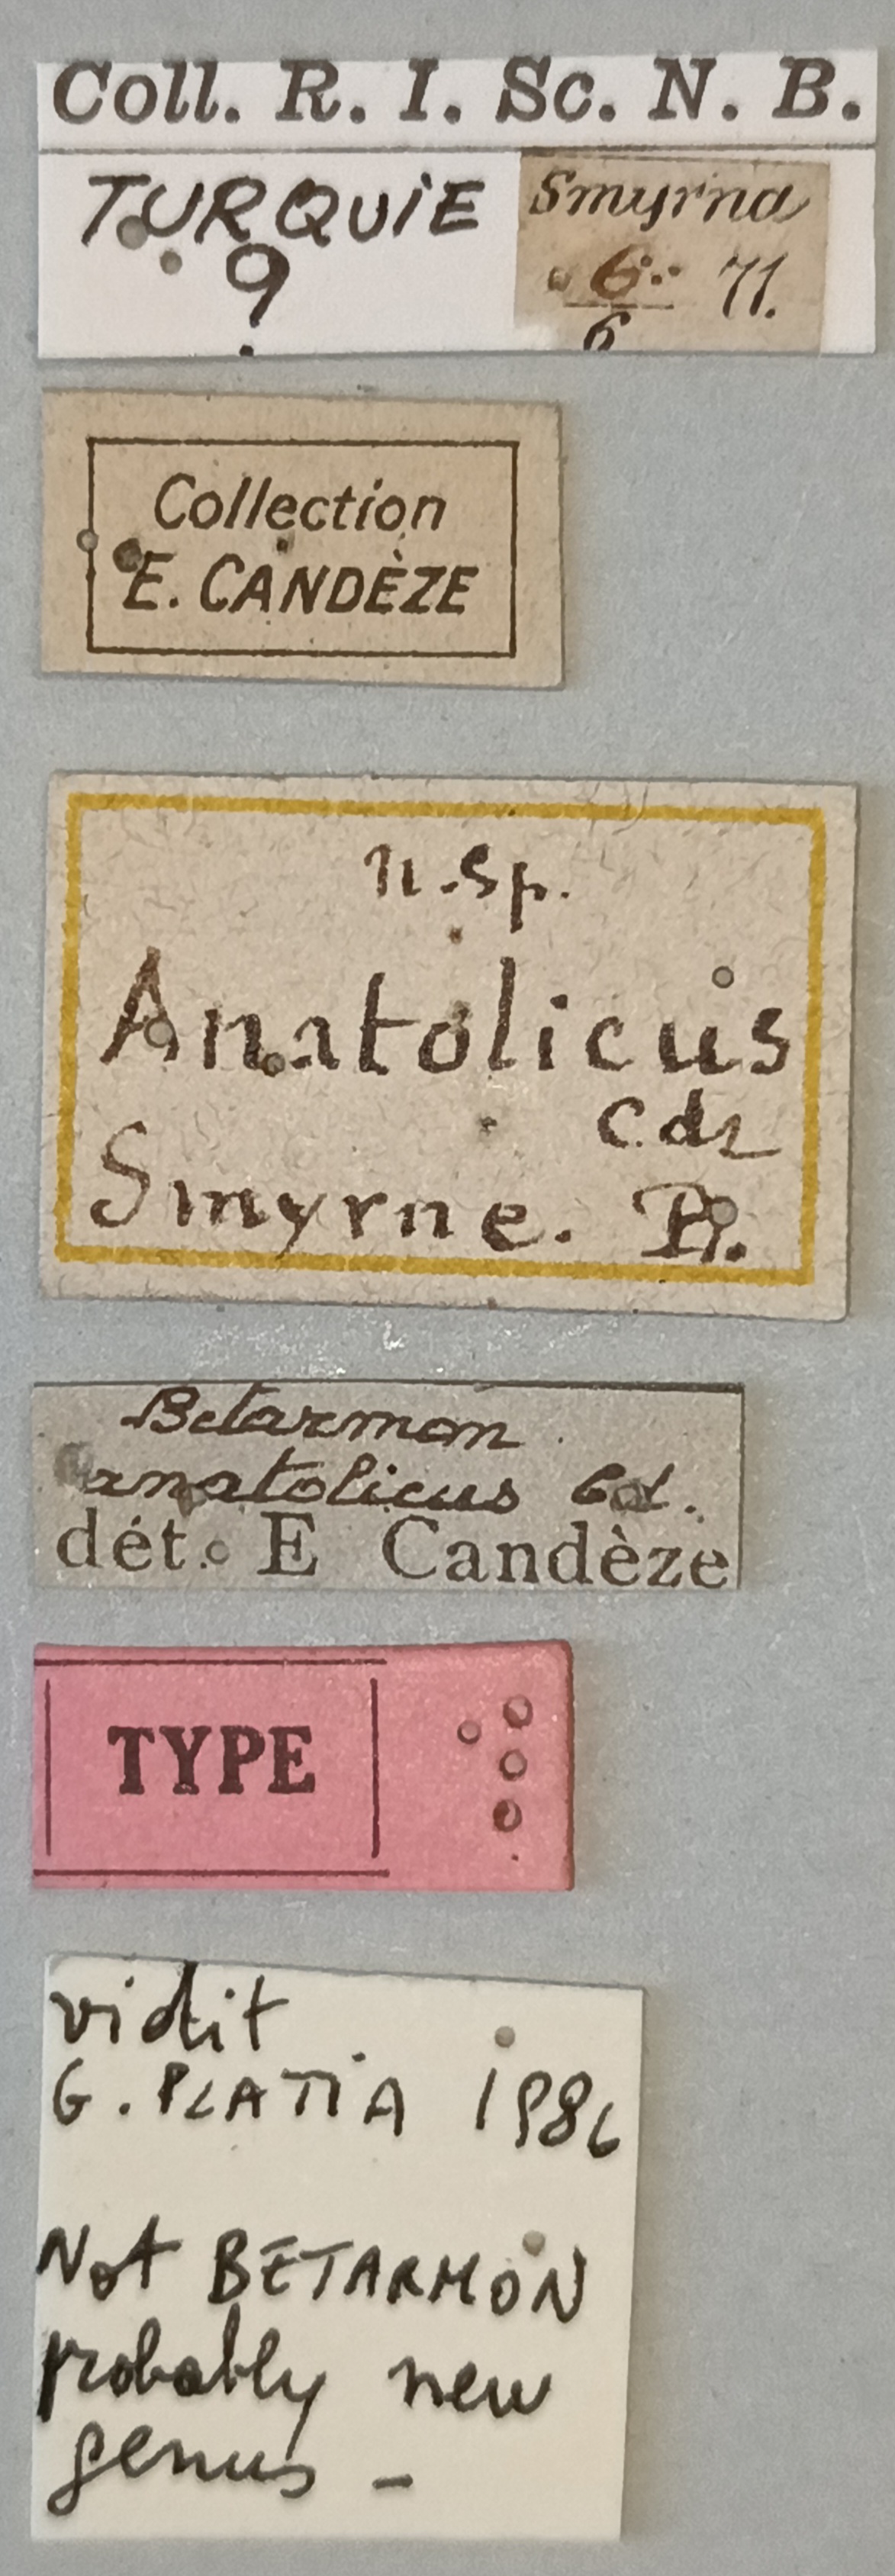 Coll. R. I. Sc. N. B.
TURQUiE
?
Smyrna
6 71.
6
Collection
E. CANDÈZE
n.sp.
Anatolicus
Cdz
Smyrne.
Betarmon
anatolicus Cd.
dét. E Candèze
TYPE
vidit
G. PLATiA 1986
Not BETARMON
probably new
genus -